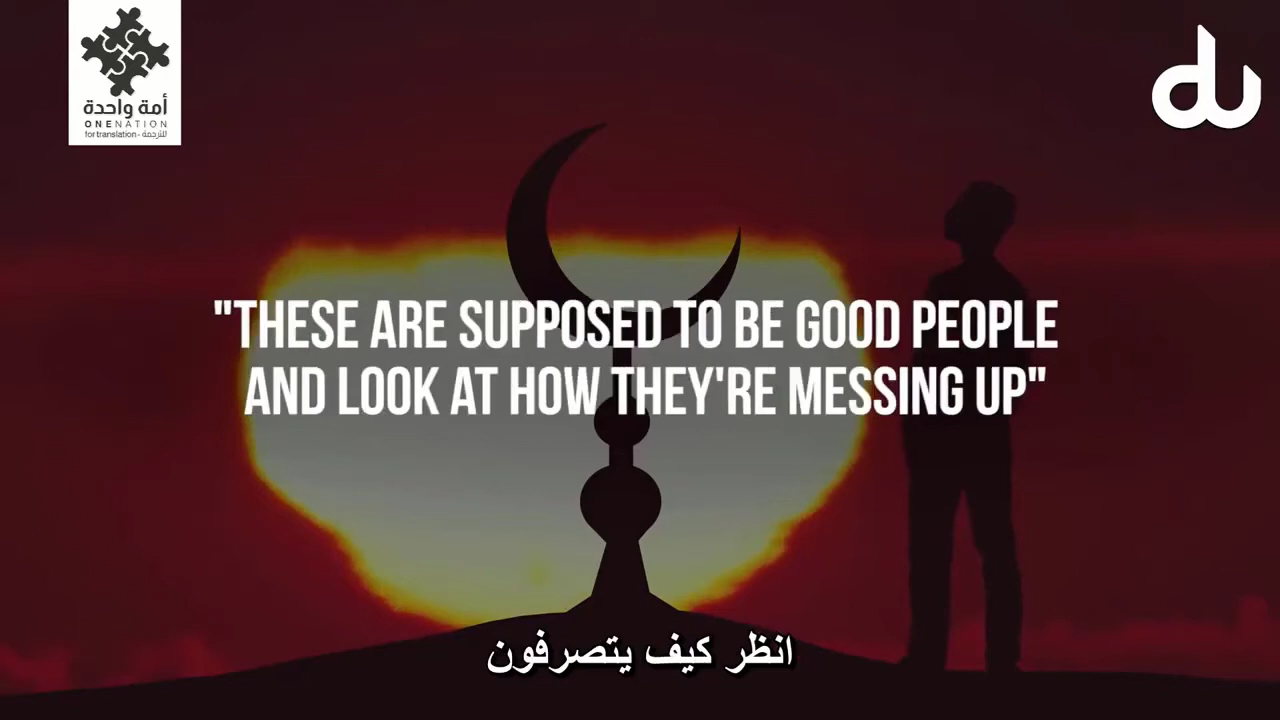 أمة واحدة
ONENATION
for translation - للترجمة
du
"THESE ARE SUPPOSED TO BE GOOD PEOPLE
AND LOOK AT HOW THEY'RE MESSING UP"
انظر كيف يتصرفون